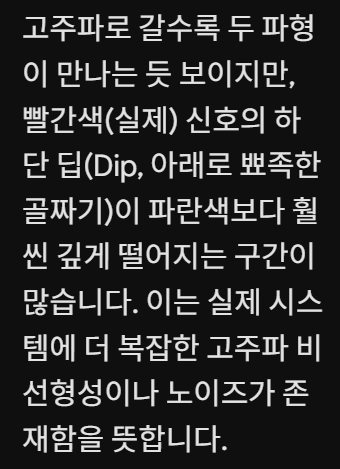 고주파로 갈수록 두 파형
이 만나는 듯 보이지만,
빨간색(실제) 신호의 하
단 딥(Dip, 아래로 뾰족한
골짜기)이 파란색보다 훨
씬 깊게 떨어지는 구간이
많습니다. 이는 실제 시스
템에 더 복잡한 고주파 비
선형성이나 노이즈가 존
재함을 뜻합니다.